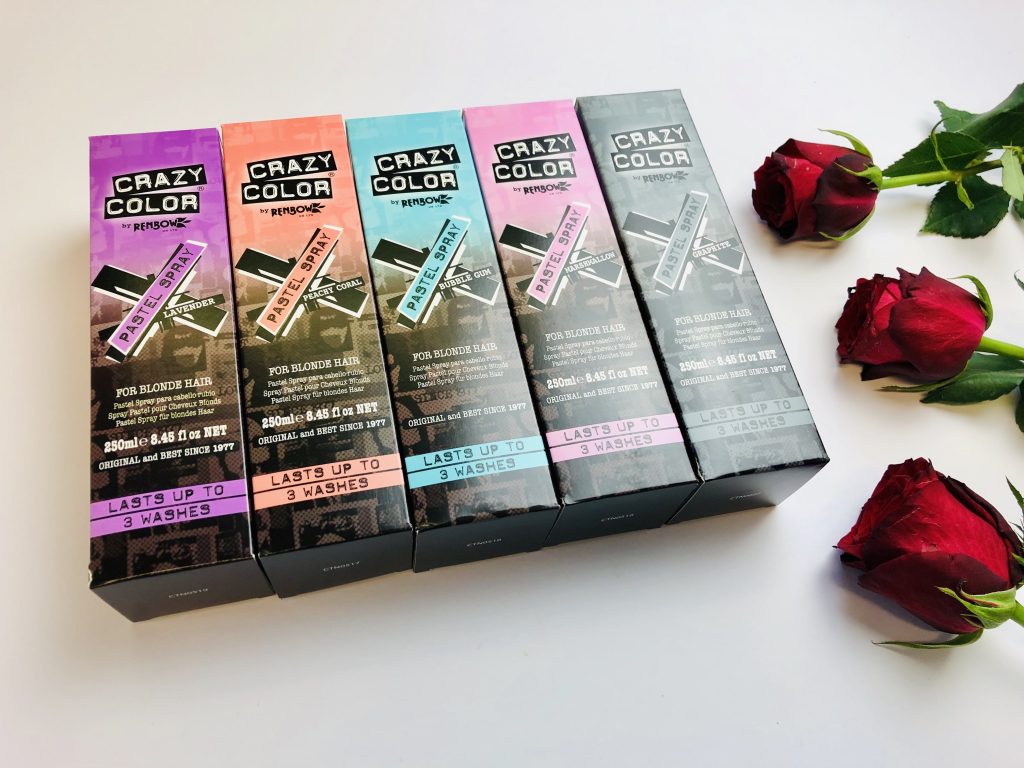 CRAZY
COLOR®
by RENBOW
UK LTD
PASTEL SPRAY
LAVENDER
FOR BLONDE HAIR
Pastel Spray para cabello rubio
Spray Pastel pour Cheveux Blonds
Pastel Spray für blondes Haar
250ml e 8.45 fl oz NET
ORIGINAL and BEST SINCE 1977
LASTS UP TO
3 WASHES
CTN0519
CRAZY
COLOR®
by RENBOW
UK LTD
PASTEL SPRAY
PEACHY CORAL
FOR BLONDE HAIR
Pastel Spray para cabello rubio
Spray Pastel pour Cheveux Blonds
Pastel Spray für blondes Haar
250ml e 8.45 fl oz NET
ORIGINAL and BEST SINCE 1977
LASTS UP TO
3 WASHES
CTN0517
CRAZY
COLOR®
by RENBOW
UK LTD
PASTEL SPRAY
BUBBLE GUM
FOR BLONDE HAIR
Pastel Spray para cabello rubio
Spray Pastel pour Cheveux Blonds
Pastel Spray für blondes Haar
250ml e 8.45 fl oz NET
ORIGINAL and BEST SINCE 1977
LASTS UP TO
3 WASHES
CRAZY
COLOR®
by RENBOW
UK LTD
PASTEL SPRAY
MARSHMALLOW
FOR BLONDE HAIR
Pastel Spray para cabello rubio
Spray Pastel pour Cheveux Blonds
Pastel Spray für blondes Haar
250ml e 8.45 fl oz NET
ORIGINAL and BEST SINCE 1977
LASTS UP TO
3 WASHES
CRAZY
COLOR®
by RENBOW
PASTEL SPRAY
GRAPHITE
FOR BLONDE HAIR
Pastel Spray para cabello rubio
Spray Pastel pour Cheveux Blonds
Pastel Spray für blondes Haar
250ml e 8.45 fl oz NET
ORIGINAL and BEST SINCE 1977
LASTS UP TO
3 WASHES